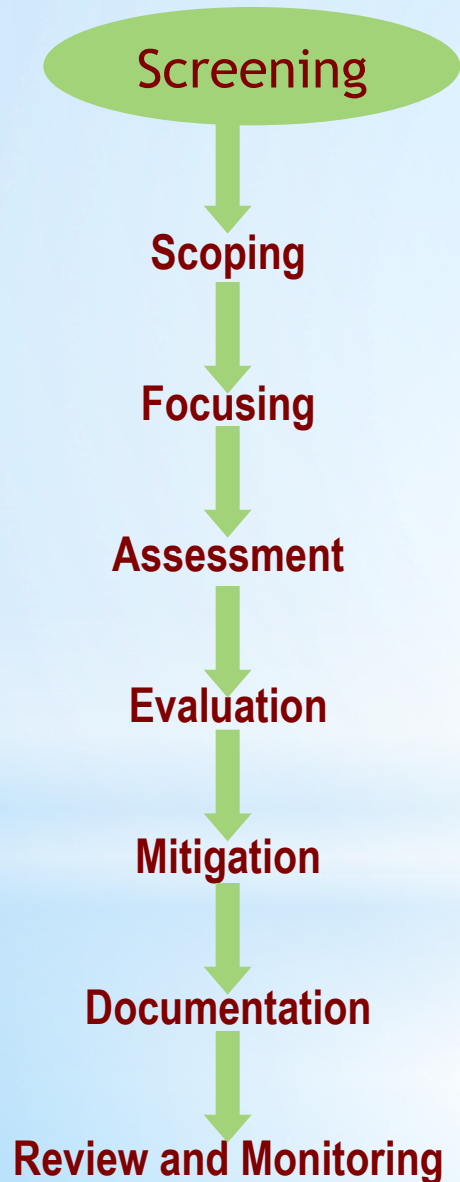 Screening
Scoping
Focusing
Assessment
Evaluation
Mitigation
Documentation
Review and Monitoring